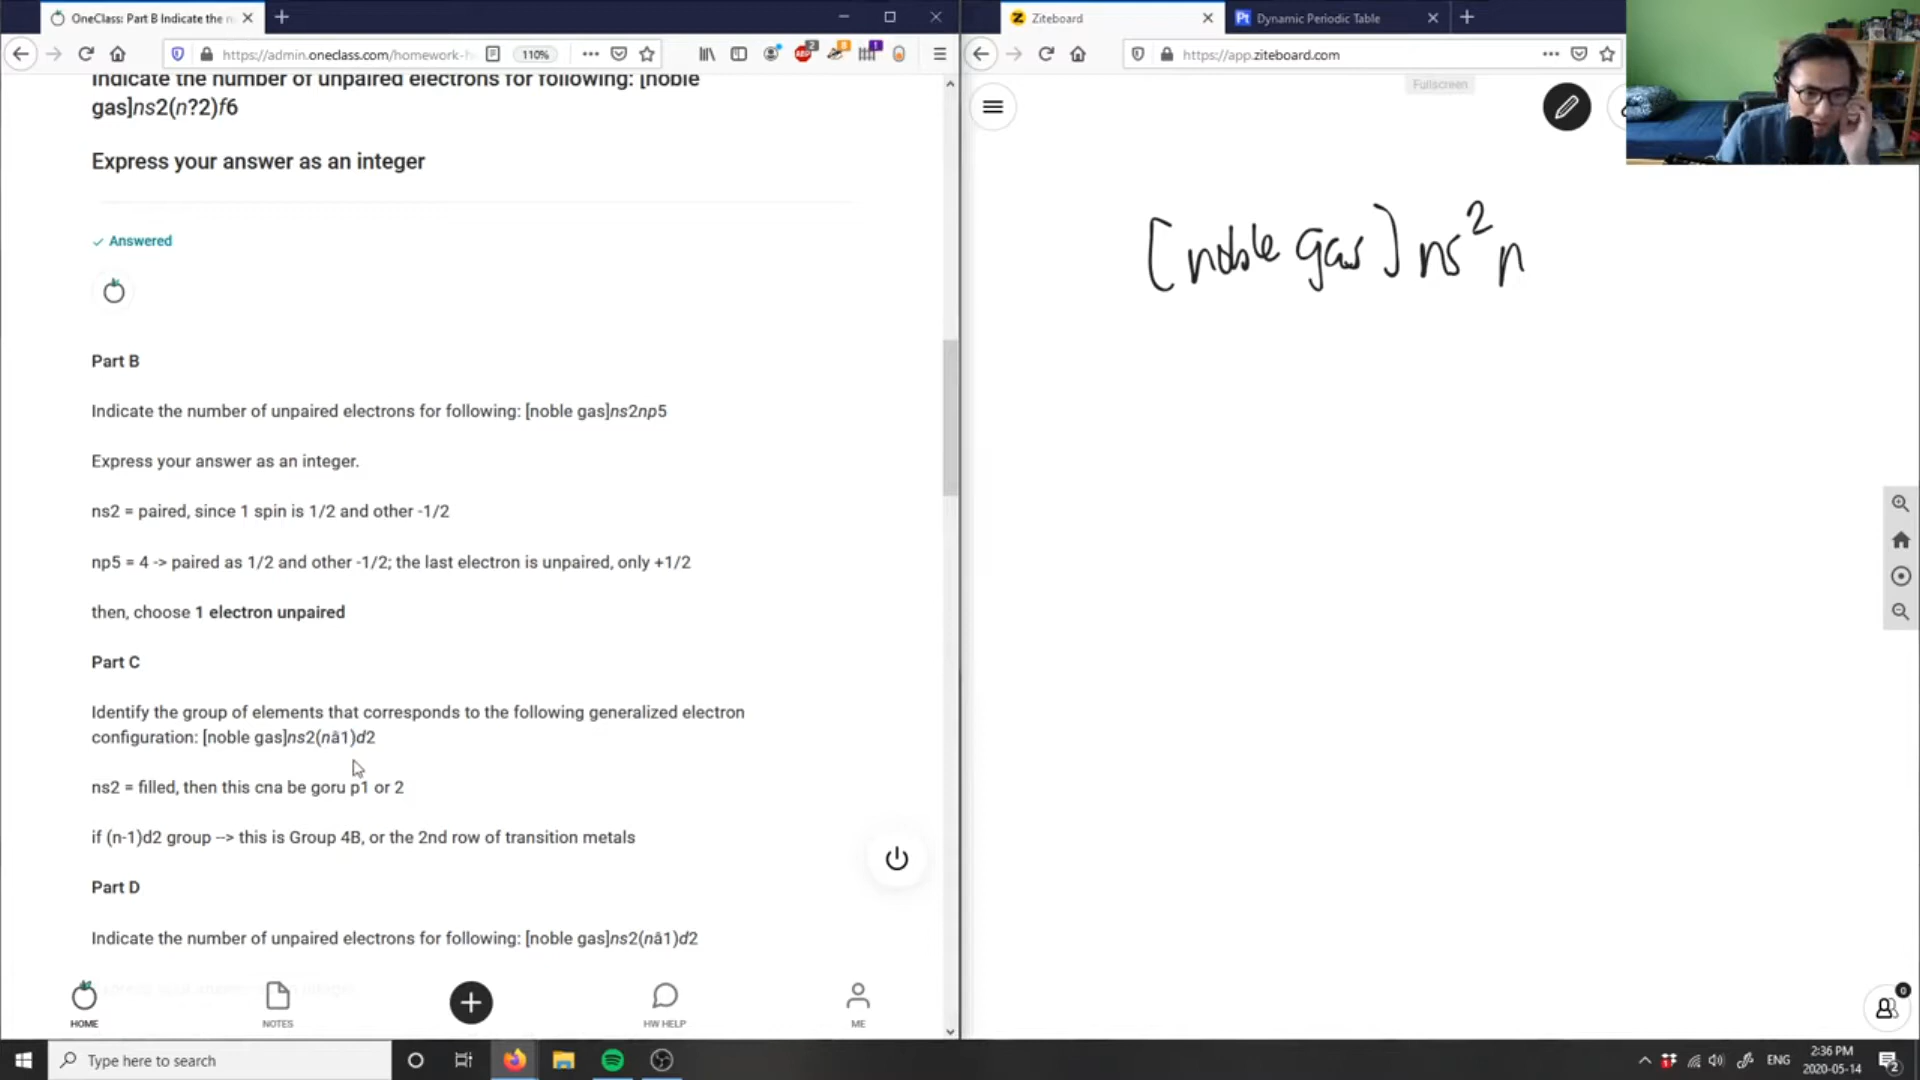 OneClass: Part B Indicate the n
https://admin.oneclass.com/homework-h
110%
2
8
1
Indicate the number of unpaired electrons for following: [noble
gas]ns2(n?2)f6
Express your answer as an integer
Answered
Part B
Indicate the number of unpaired electrons for following: [noble gas]ns2np5
Express your answer as an integer.
ns2 = paired, since 1 spin is 1/2 and other -1/2
np5 = 4 -> paired as 1/2 and other -1/2; the last electron is unpaired, only +1/2
then, choose 1 electron unpaired
Part C
Identify the group of elements that corresponds to the following generalized electron
configuration: [noble gas]ns2(nâ1)d2
ns2 = filled, then this cna be goru p1 or 2
if (n-1)d2 group --> this is Group 4B, or the 2nd row of transition metals
Part D
Indicate the number of unpaired electrons for following: [noble gas]ns2(nâ1)d2
HOME
NOTES
HW HELP
ME
Ziteboard
Pt Dynamic Periodic Table
https://app.ziteboard.com
Fullscreen
[noble gas] ns² n
0
Type here to search
ENG
2:36 PM
2020-05-14
2